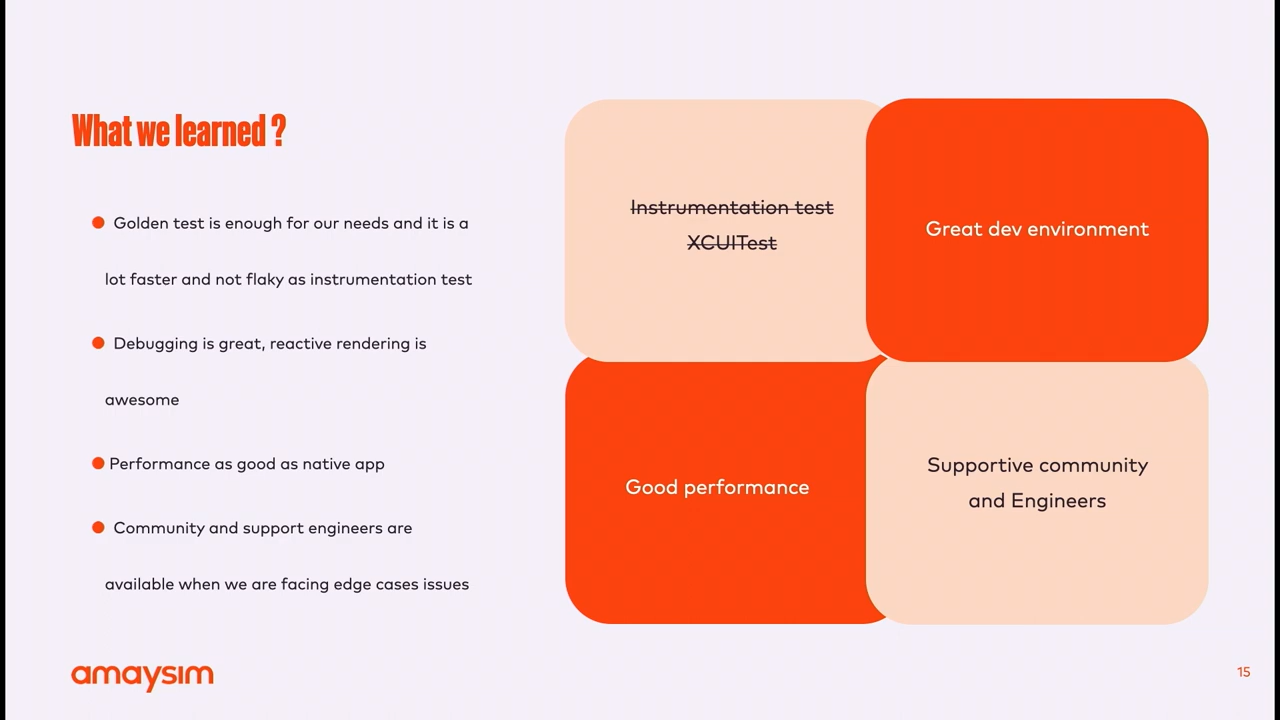 What we learned ?
Golden test is enough for our needs and it is a
lot faster and not flaky as instrumentation test
Debugging is great, reactive rendering is
awesome
Performance as good as native app
Community and support engineers are
available when we are facing edge cases issues
Instrumentation test
XCUITest
Great dev environment
Good performance
Supportive community
and Engineers
amaysim
15